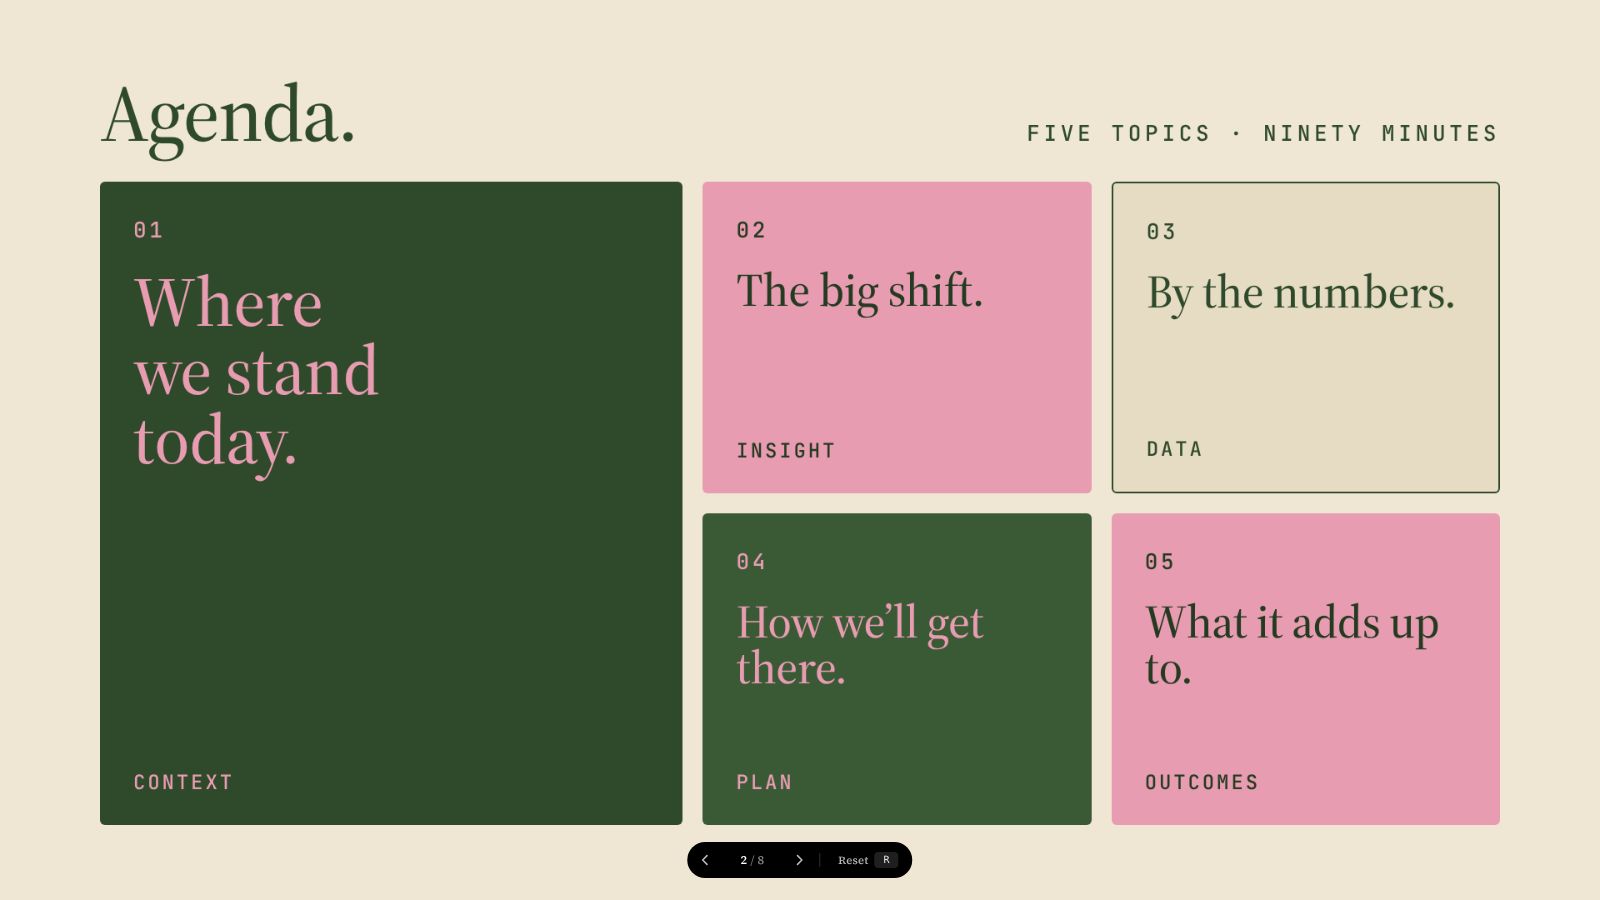 Agenda.
FIVE TOPICS · NINETY MINUTES
01
Where
we stand
today.
CONTEXT
02
The big shift.
INSIGHT
03
By the numbers.
DATA
04
How we’ll get
there.
PLAN
05
What it adds up
to.
OUTCOMES
2 / 8
Reset R